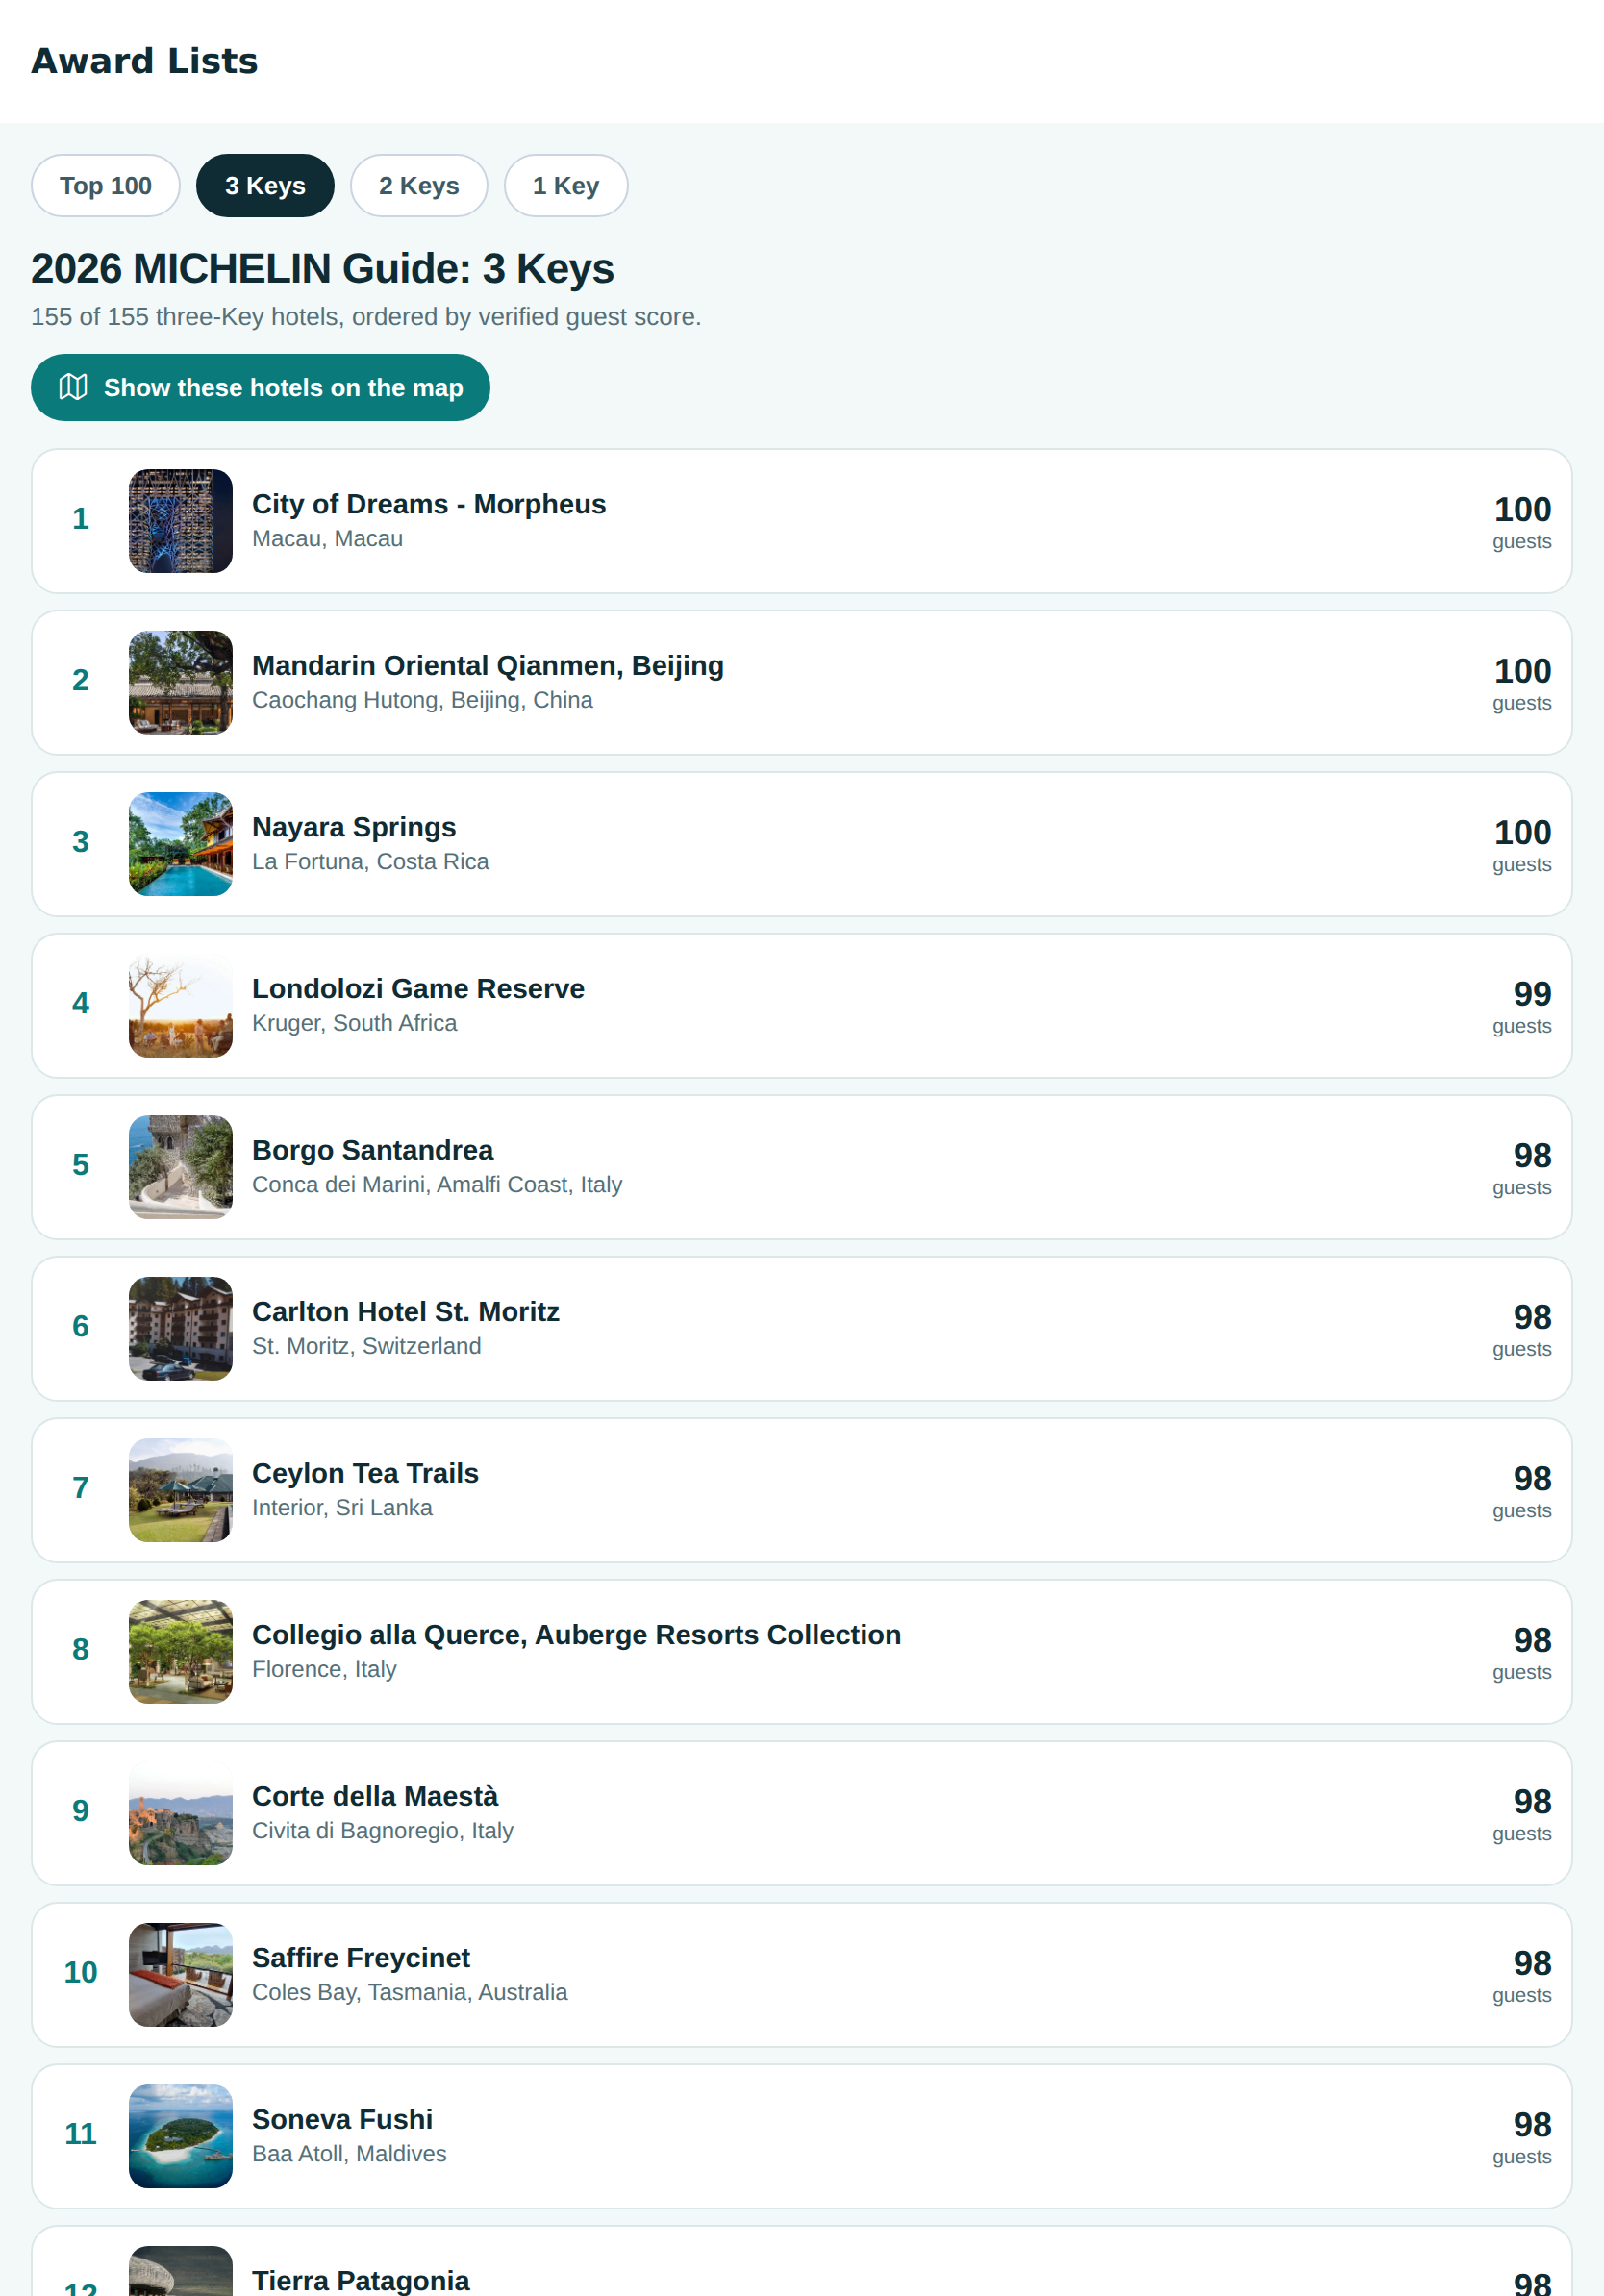 Award Lists
Top 100
3 Keys
2 Keys
1 Key
2026 MICHELIN Guide: 3 Keys
155 of 155 three-Key hotels, ordered by verified guest score.
Show these hotels on the map
1
City of Dreams - Morpheus
Macau, Macau
100
guests
2
Mandarin Oriental Qianmen, Beijing
Caochang Hutong, Beijing, China
100
guests
3
Nayara Springs
La Fortuna, Costa Rica
100
guests
4
Londolozi Game Reserve
Kruger, South Africa
99
guests
5
Borgo Santandrea
Conca dei Marini, Amalfi Coast, Italy
98
guests
6
Carlton Hotel St. Moritz
St. Moritz, Switzerland
98
guests
7
Ceylon Tea Trails
Interior, Sri Lanka
98
guests
8
Collegio alla Querce, Auberge Resorts Collection
Florence, Italy
98
guests
9
Corte della Maestà
Civita di Bagnoregio, Italy
98
guests
10
Saffire Freycinet
Coles Bay, Tasmania, Australia
98
guests
11
Soneva Fushi
Baa Atoll, Maldives
98
guests
12
Tierra Patagonia
98